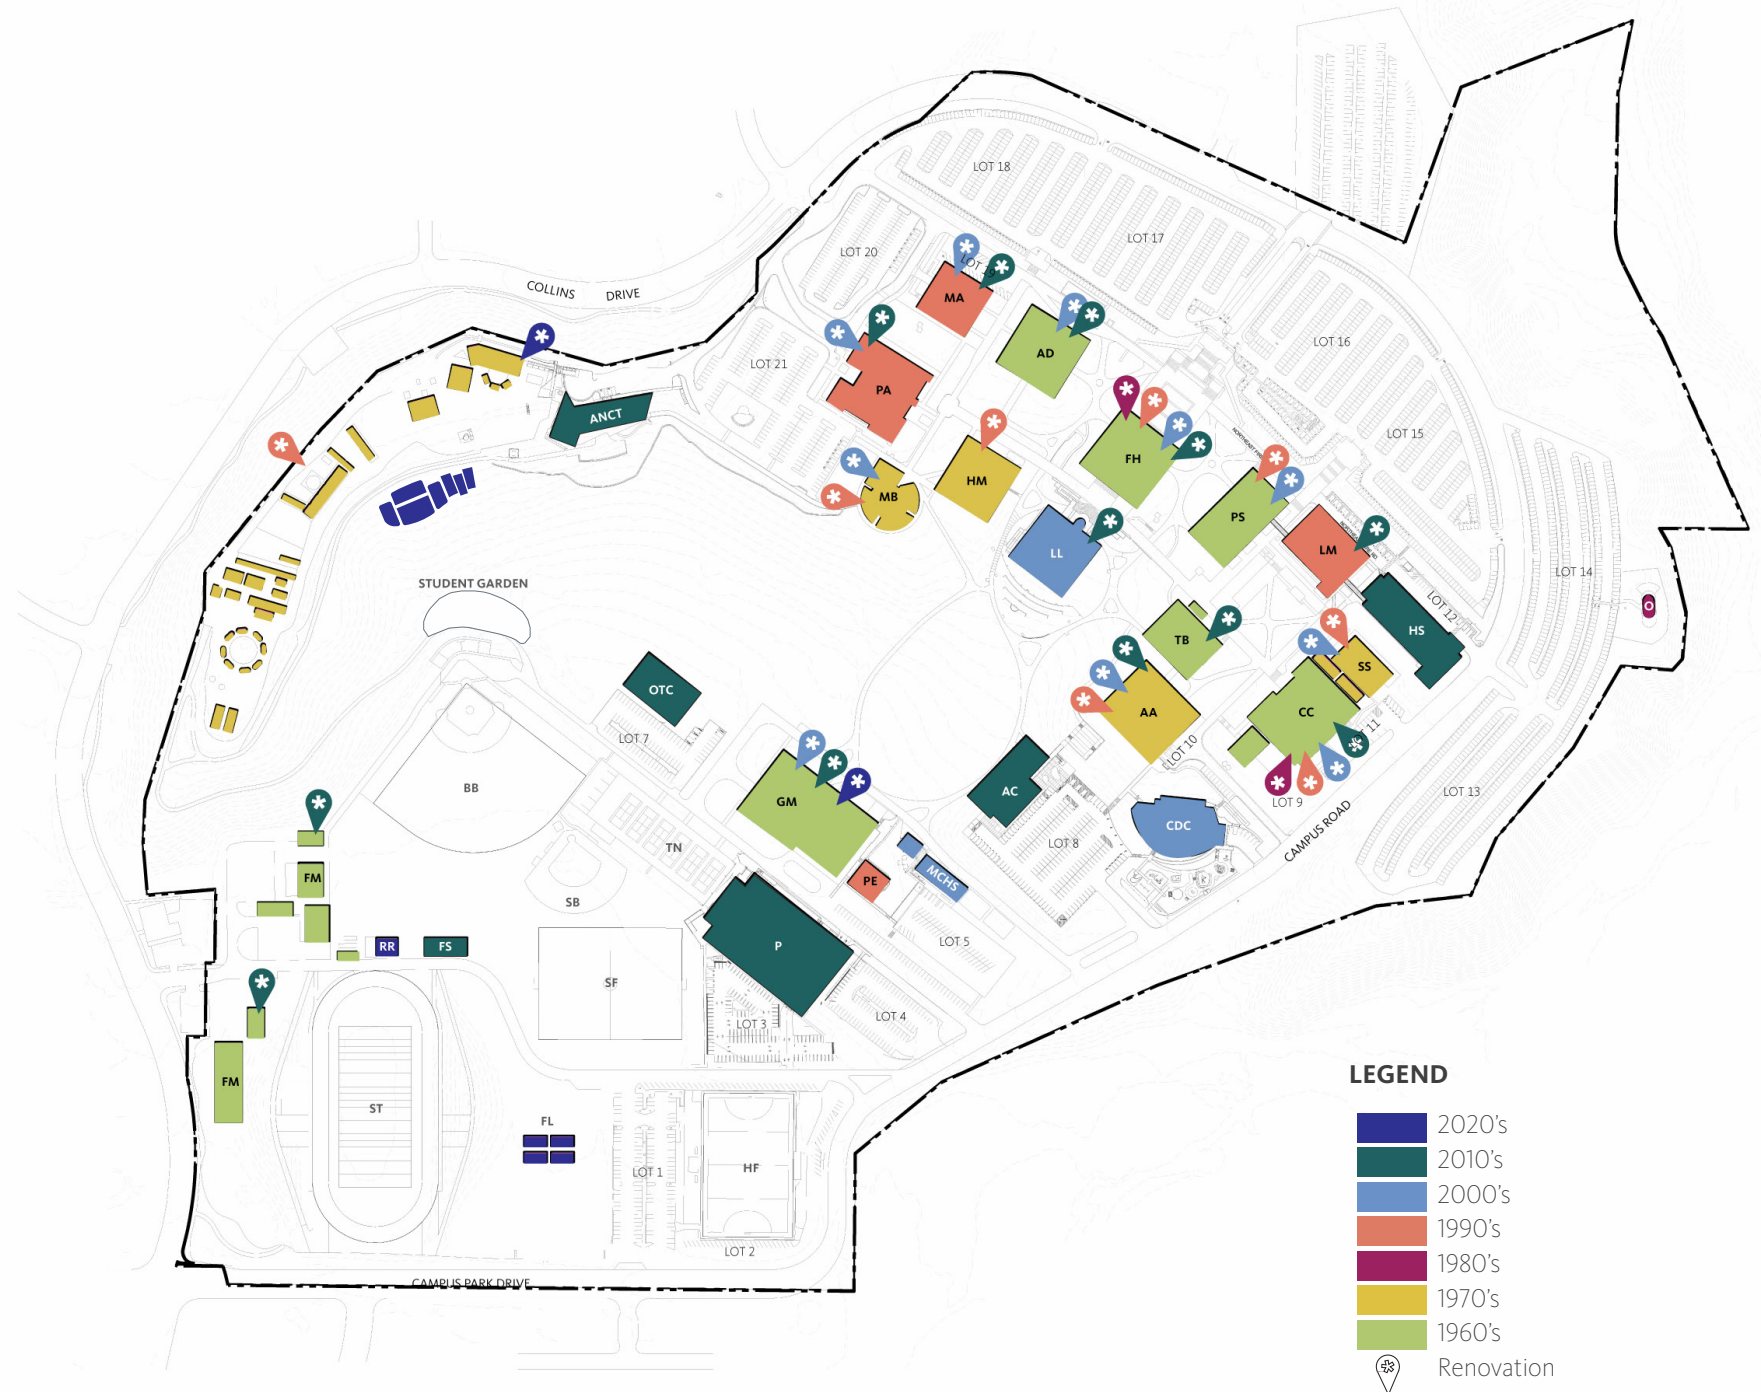 LOT 18
LOT 17
LOT 20
LOT 19
COLLINS DRIVE
MA
AD
LOT 16
LOT 21
PA
ANCT
LOT 15
FH
HM
MB
PS
LL
LM
LOT 14
STUDENT GARDEN
LOT 12
O
HS
TB
SS
OTC
AA
CC
LOT 11
LOT 7
LOT 10
BB
GM
AC
LOT 9
LOT 13
CDC
CAMPUS ROAD
TN
LOT 8
FM
PE
MCHS
SB
RR
FS
P
LOT 5
SF
LOT 3
LOT 4
FM
ST
FL
LOT 1
HF
LOT 2
CAMPUS PARK DRIVE
LEGEND
2020's
2010's
2000's
1990's
1980's
1970's
1960's
Renovation